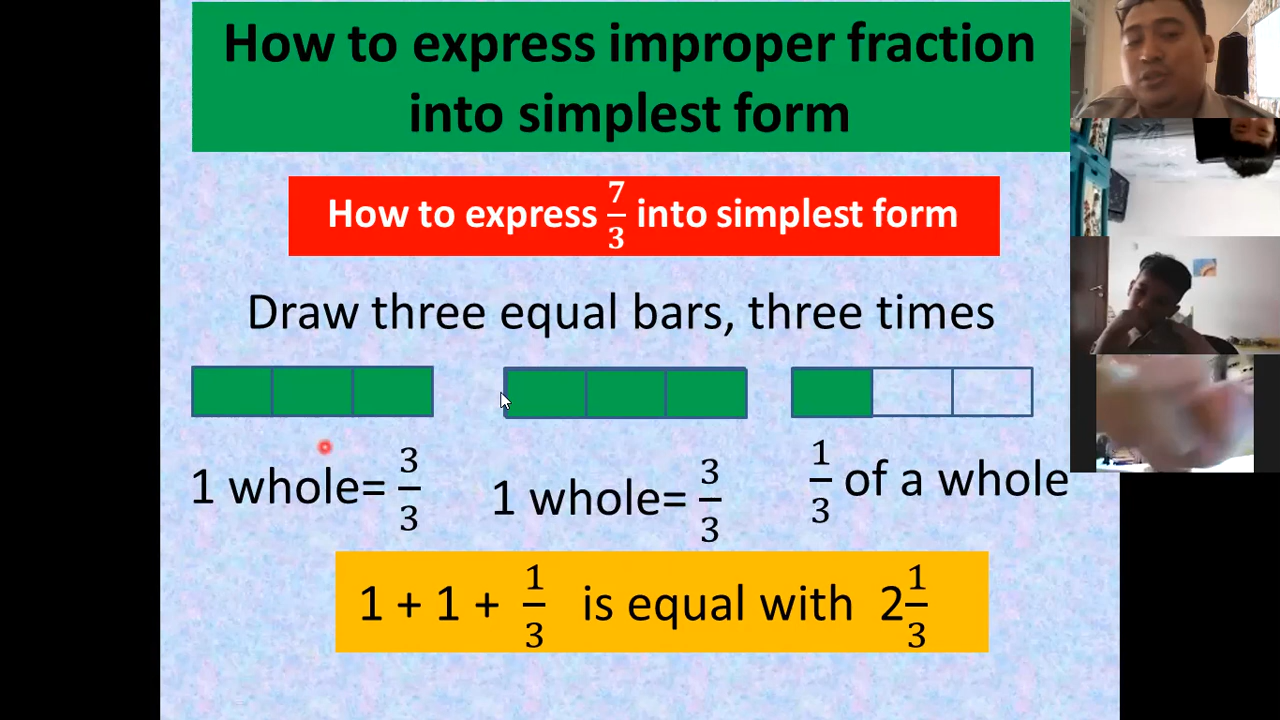 How to express improper fraction
into simplest form
How to express 7/3 into simplest form
Draw three equal bars, three times
1 whole= 3/3
1 whole= 3/3
1/3 of a whole
1 + 1 + 1/3 is equal with 2 1/3